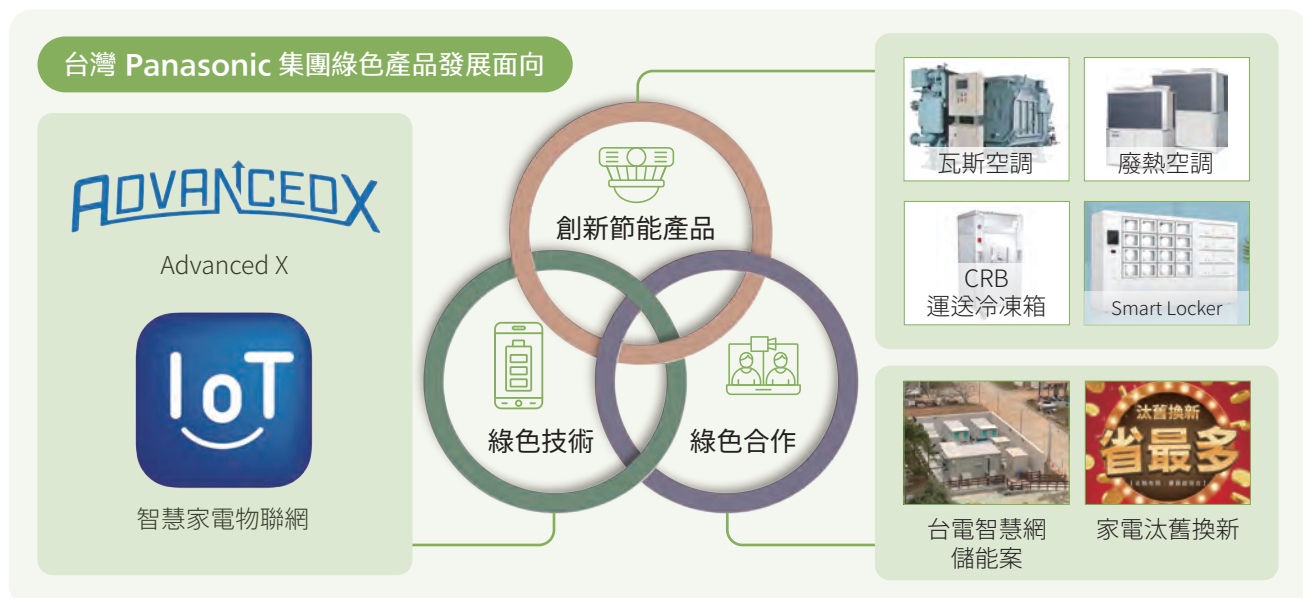 台灣 Panasonic 集團綠色產品發展面向
ADVANCEDX
Advanced X
IoT
智慧家電物聯網
創新節能產品
綠色技術
綠色合作
瓦斯空調
廢熱空調
CRB
運送冷凍箱
Smart Locker
汰舊換新
省最多
台電智慧網
儲能案
家電汰舊換新